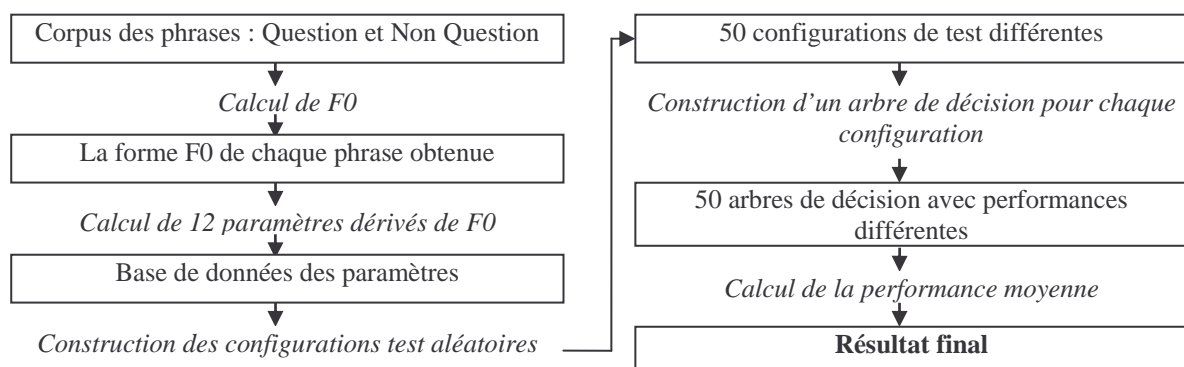 Corpus des phrases : Question et Non Question
Calcul de F0
La forme F0 de chaque phrase obtenue
Calcul de 12 paramètres dérivés de F0
Base de données des paramètres
Construction des configurations test aléatoires
50 configurations de test différentes
Construction d'un arbre de décision pour chaque
configuration
50 arbres de décision avec performances
différentes
Calcul de la performance moyenne
Résultat final